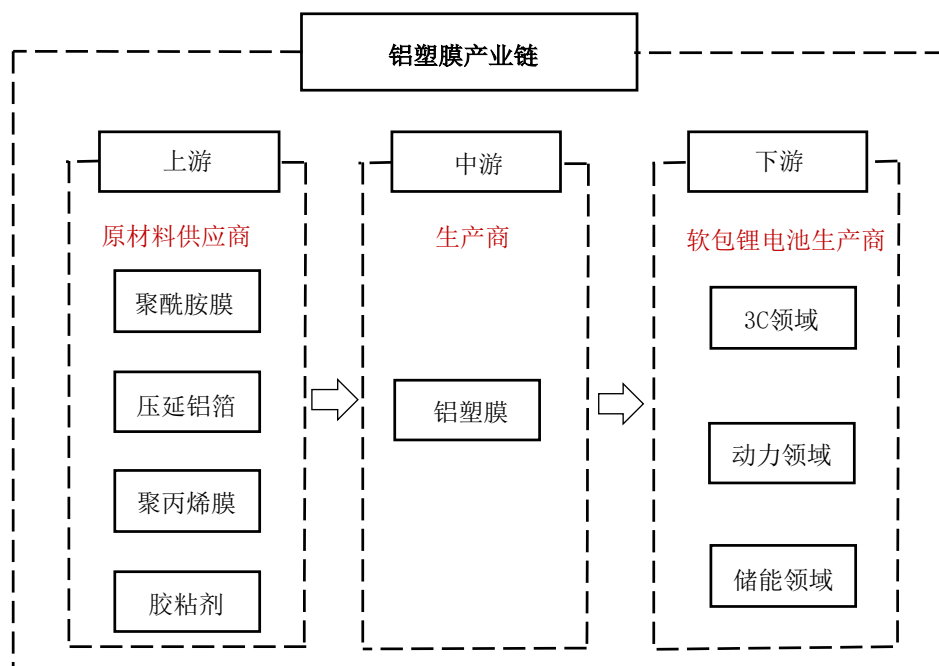 铝塑膜产业链
上游
原材料供应商
聚酰胺膜
压延铝箔
聚丙烯膜
胶粘剂
中游
生产商
铝塑膜
下游
软包锂电池生产商
3C领域
动力领域
储能领域